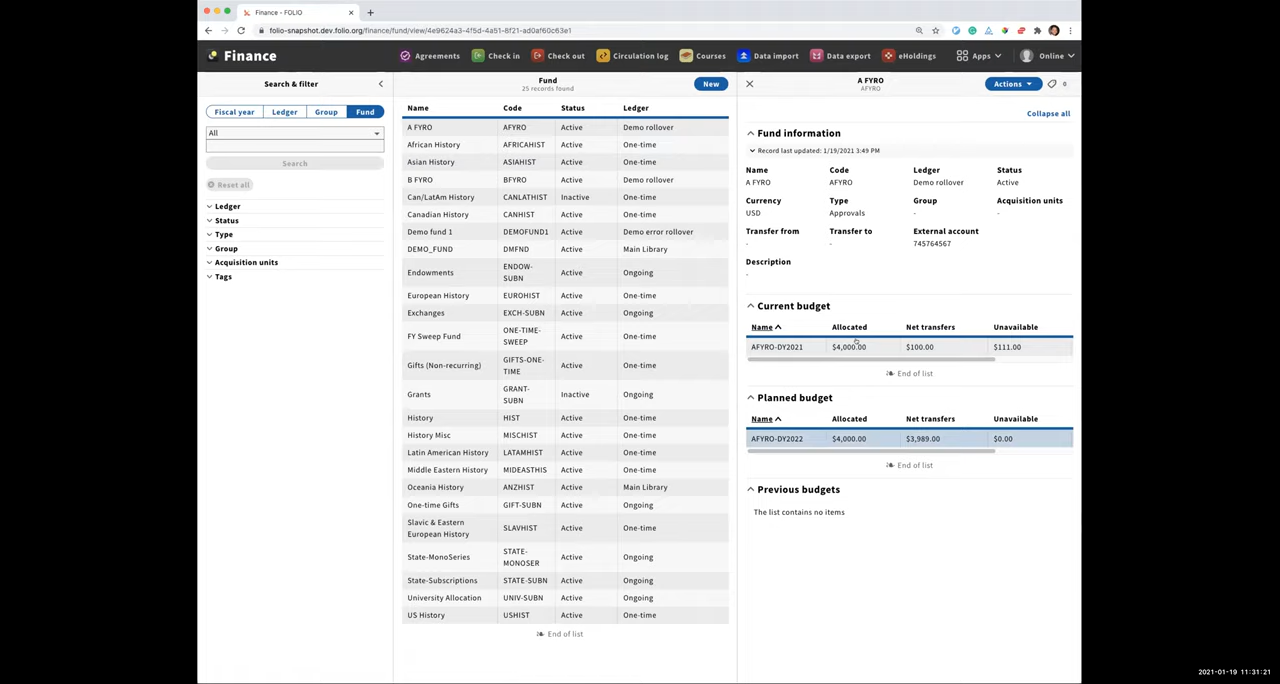 Finance - FOLIO
folio-snapshot.dev.folio.org/finance/fund/view/4e9624a3-4f5d-4a51-8f21-ad0af60c63e1
Finance
Agreements
Check in
Check out
Circulation log
Courses
Data import
Data export
eHoldings
Apps
Online
Search & filter
Fiscal year
Ledger
Group
Fund
All
Search
Reset all
Ledger
Status
Type
Group
Acquisition units
Tags
Fund
25 records found
New
Name Code Status Ledger
A FYRO AFYRO Active Demo rollover
African History AFRICAHIST Active One-time
Asian History ASIAHIST Active One-time
B FYRO BFYRO Active Demo rollover
Can/LatAm History CANLATHIST Inactive One-time
Canadian History CANHIST Active One-time
Demo fund 1 DEMOFUND1 Active Demo error rollover
DEMO_FUND DMFND Active Main Library
Endowments ENDOW-SUBN Active Ongoing
European History EUROHIST Active One-time
Exchanges EXCH-SUBN Active Ongoing
FY Sweep Fund ONE-TIME-SWEEP Active One-time
Gifts (Non-recurring) GIFTS-ONE-TIME Active One-time
Grants GRANT-SUBN Inactive Ongoing
History HIST Active One-time
History Misc MISCHIST Active One-time
Latin American History LATAMHIST Active One-time
Middle Eastern History MIDEASTHIS Active One-time
Oceania History ANZHIST Active Main Library
One-time Gifts GIFT-SUBN Active Ongoing
Slavic & Eastern European History SLAVHIST Active One-time
State-MonoSeries STATE-MONOSER Active Ongoing
State-Subscriptions STATE-SUBN Active Ongoing
University Allocation UNIV-SUBN Active Ongoing
US History USHIST Active One-time
End of list
A FYRO
AFYRO
Actions
0
Collapse all
Fund information
Record last updated: 1/19/2021 3:49 PM
Name Code Ledger Status
A FYRO AFYRO Demo rollover Active
Currency Type Group Acquisition units
USD Approvals - -
Transfer from Transfer to External account
- - 745764567
Description
-
Current budget
Name Allocated Net transfers Unavailable
AFYRO-DY2021 $4,000.00 $100.00 $111.00
End of list
Planned budget
Name Allocated Net transfers Unavailable
AFYRO-DY2022 $4,000.00 $3,989.00 $0.00
End of list
Previous budgets
The list contains no items
2021-01-19 11:31:21